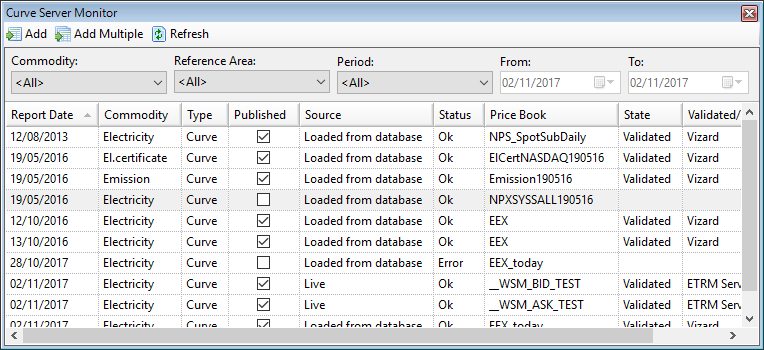 Curve Server Monitor
Add Add Multiple Refresh
Commodity: Reference Area: Period: From: To:
<All> <All> <All> 02/11/2017 02/11/2017
Report Date Commodity Type Published Source Status Price Book State Validated/
12/08/2013 Electricity Curve Loaded from database Ok NPS_SpotSubDaily Validated Vizard
19/05/2016 El.certificate Curve Loaded from database Ok ElCertNASDAQ190516 Validated Vizard
19/05/2016 Emission Curve Loaded from database Ok Emission190516 Validated Vizard
19/05/2016 Electricity Curve Loaded from database Ok NPXSYSSALL190516
12/10/2016 Electricity Curve Loaded from database Ok EEX Validated Vizard
13/10/2016 Electricity Curve Loaded from database Ok EEX Validated Vizard
28/10/2017 Electricity Curve Loaded from database Error EEX_today
02/11/2017 Electricity Curve Live Ok __WSM_BID_TEST Validated ETRM Serv
02/11/2017 Electricity Curve Live Ok __WSM_ASK_TEST Validated ETRM Serv
02/11/2017 Electricity Curve Loaded from database Ok EEX_today Validated Vizard